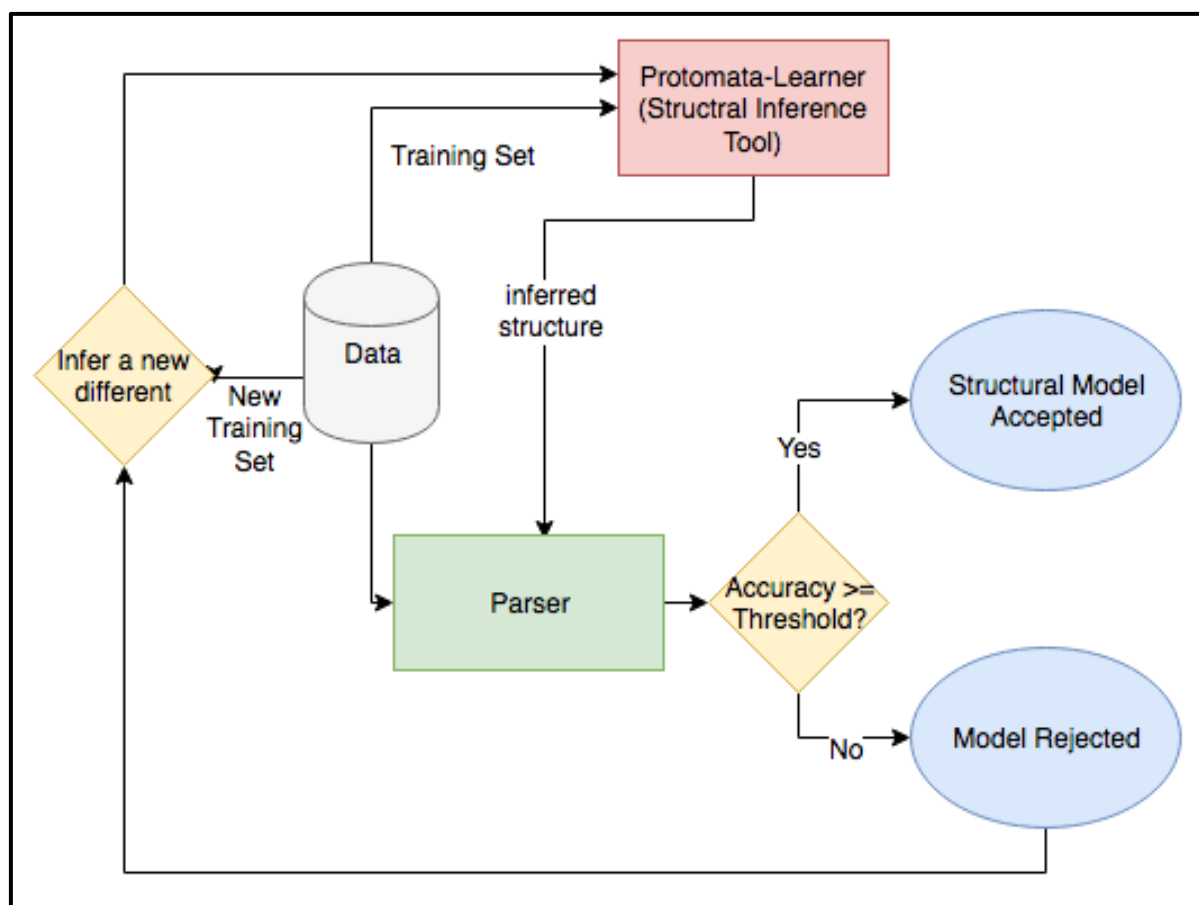 Protomata-Learner
(Structral Inference
Tool)
Training Set
inferred
structure
Data
Infer a new
different
New
Training
Set
Structural Model
Accepted
Yes
Parser
Accuracy >=
Threshold?
No
Model Rejected